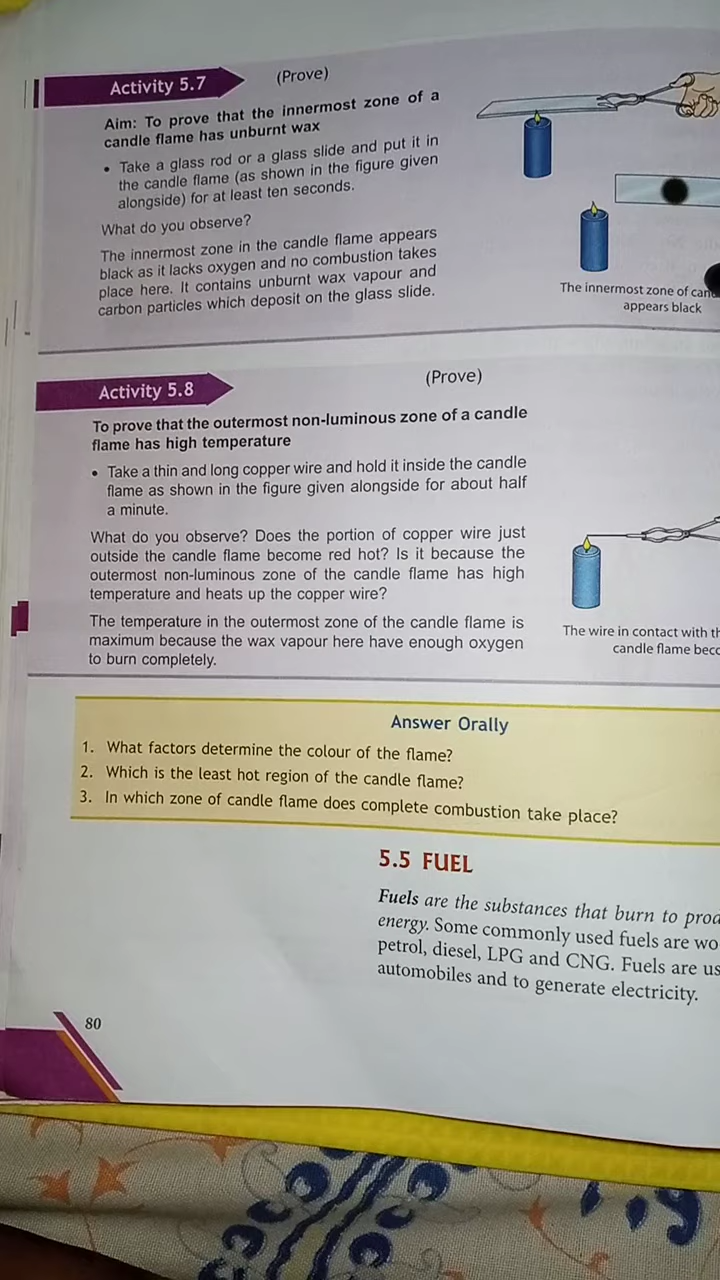 Activity 5.7
(Prove)
Aim: To prove that the innermost zone of a
candle flame has unburnt wax
• Take a glass rod or a glass slide and put it in
the candle flame (as shown in the figure given
alongside) for at least ten seconds.
What do you observe?
The innermost zone in the candle flame appears
black as it lacks oxygen and no combustion takes
place here. It contains unburnt wax vapour and
carbon particles which deposit on the glass slide.
The innermost zone of
appears black
Activity 5.8
(Prove)
To prove that the outermost non-luminous zone of a candle
flame has high temperature
• Take a thin and long copper wire and hold it inside the candle
flame as shown in the figure given alongside for about half
a minute.
What do you observe? Does the portion of copper wire just
outside the candle flame become red hot? Is it because the
outermost non-luminous zone of the candle flame has high
temperature and heats up the copper wire?
The temperature in the outermost zone of the candle flame is
maximum because the wax vapour here have enough oxygen
to burn completely.
The wire in contact with
candle flame
Answer Orally
1. What factors determine the colour of the flame?
2. Which is the least hot region of the candle flame?
3. In which zone of candle flame does complete combustion take place?
5.5 FUEL
Fuels are the substances that burn to
energy. Some commonly used fuels are
petrol, diesel, LPG and CNG. Fuels are
automobiles and to generate electricity.
80